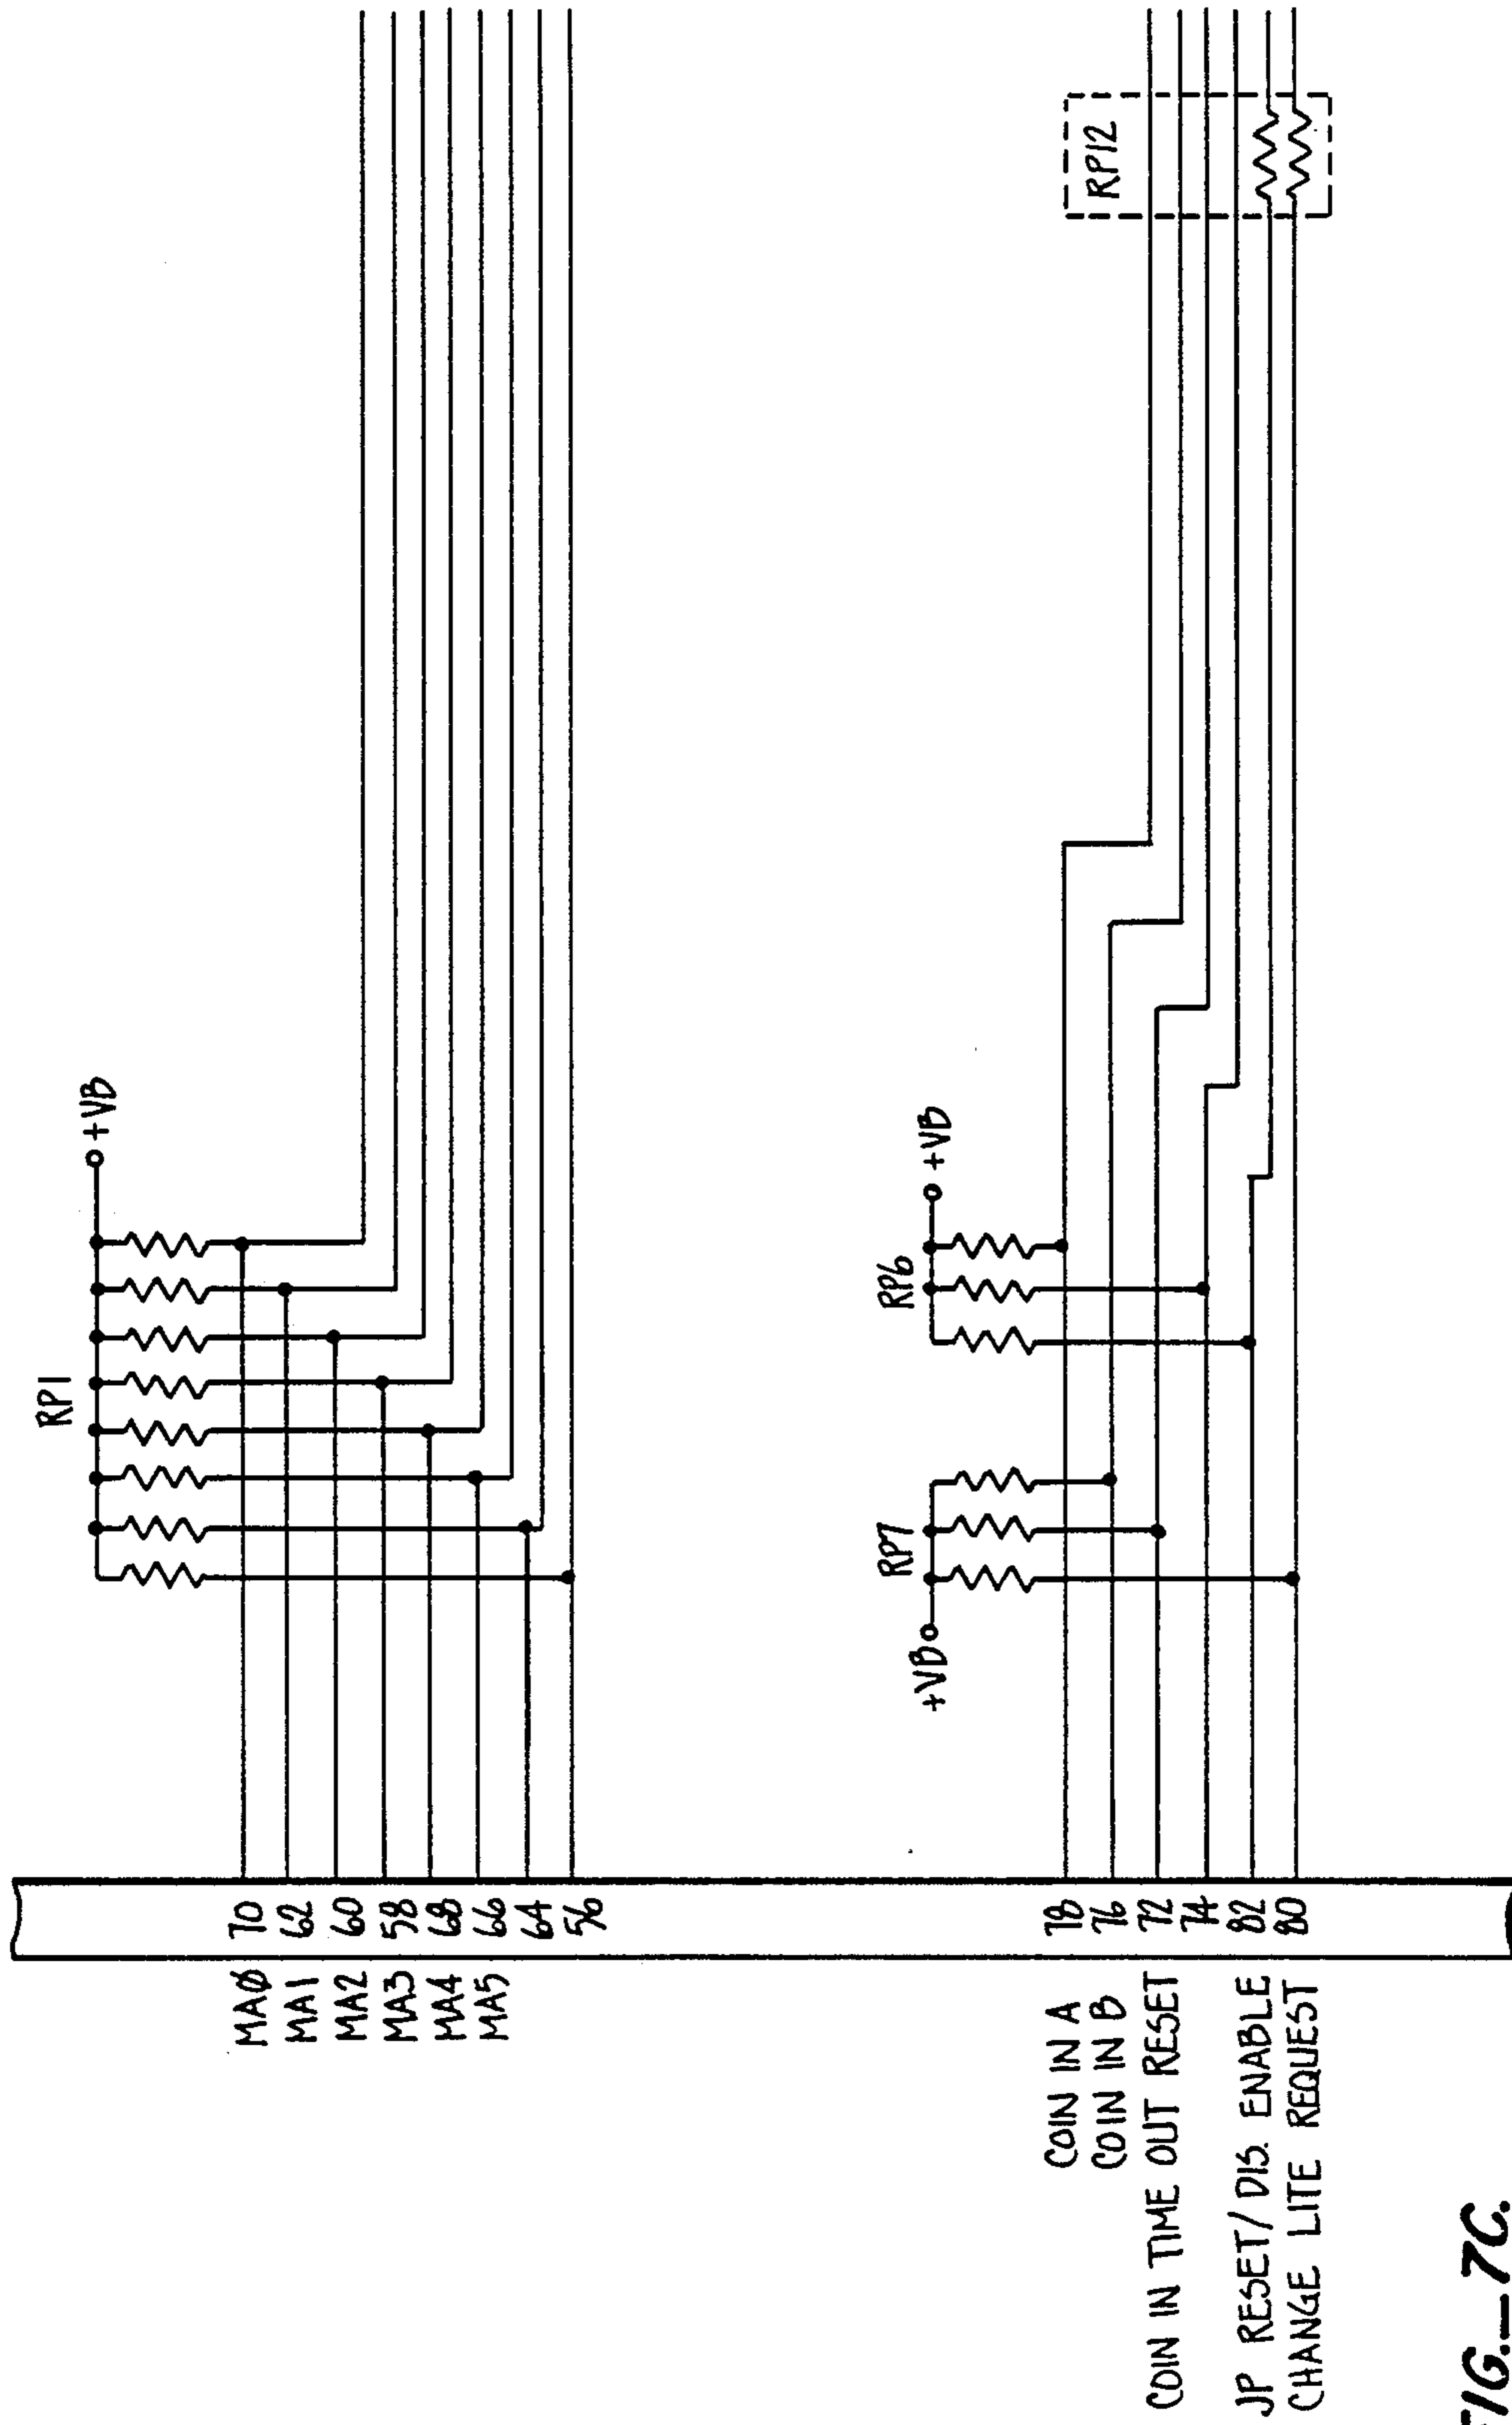 RP1
+VB
MAØ 70
MA1 62
MA2 60
MA3 58
MA4 68
MA5 66
64
56
RP7
RP6
+VB
+VB
RP12
COIN IN A 78
COIN IN B 76
COIN IN TIME OUT RESET 72
74
JP RESET/DIS. ENABLE 82
CHANGE LITE REQUEST 80
FIG.—7C.